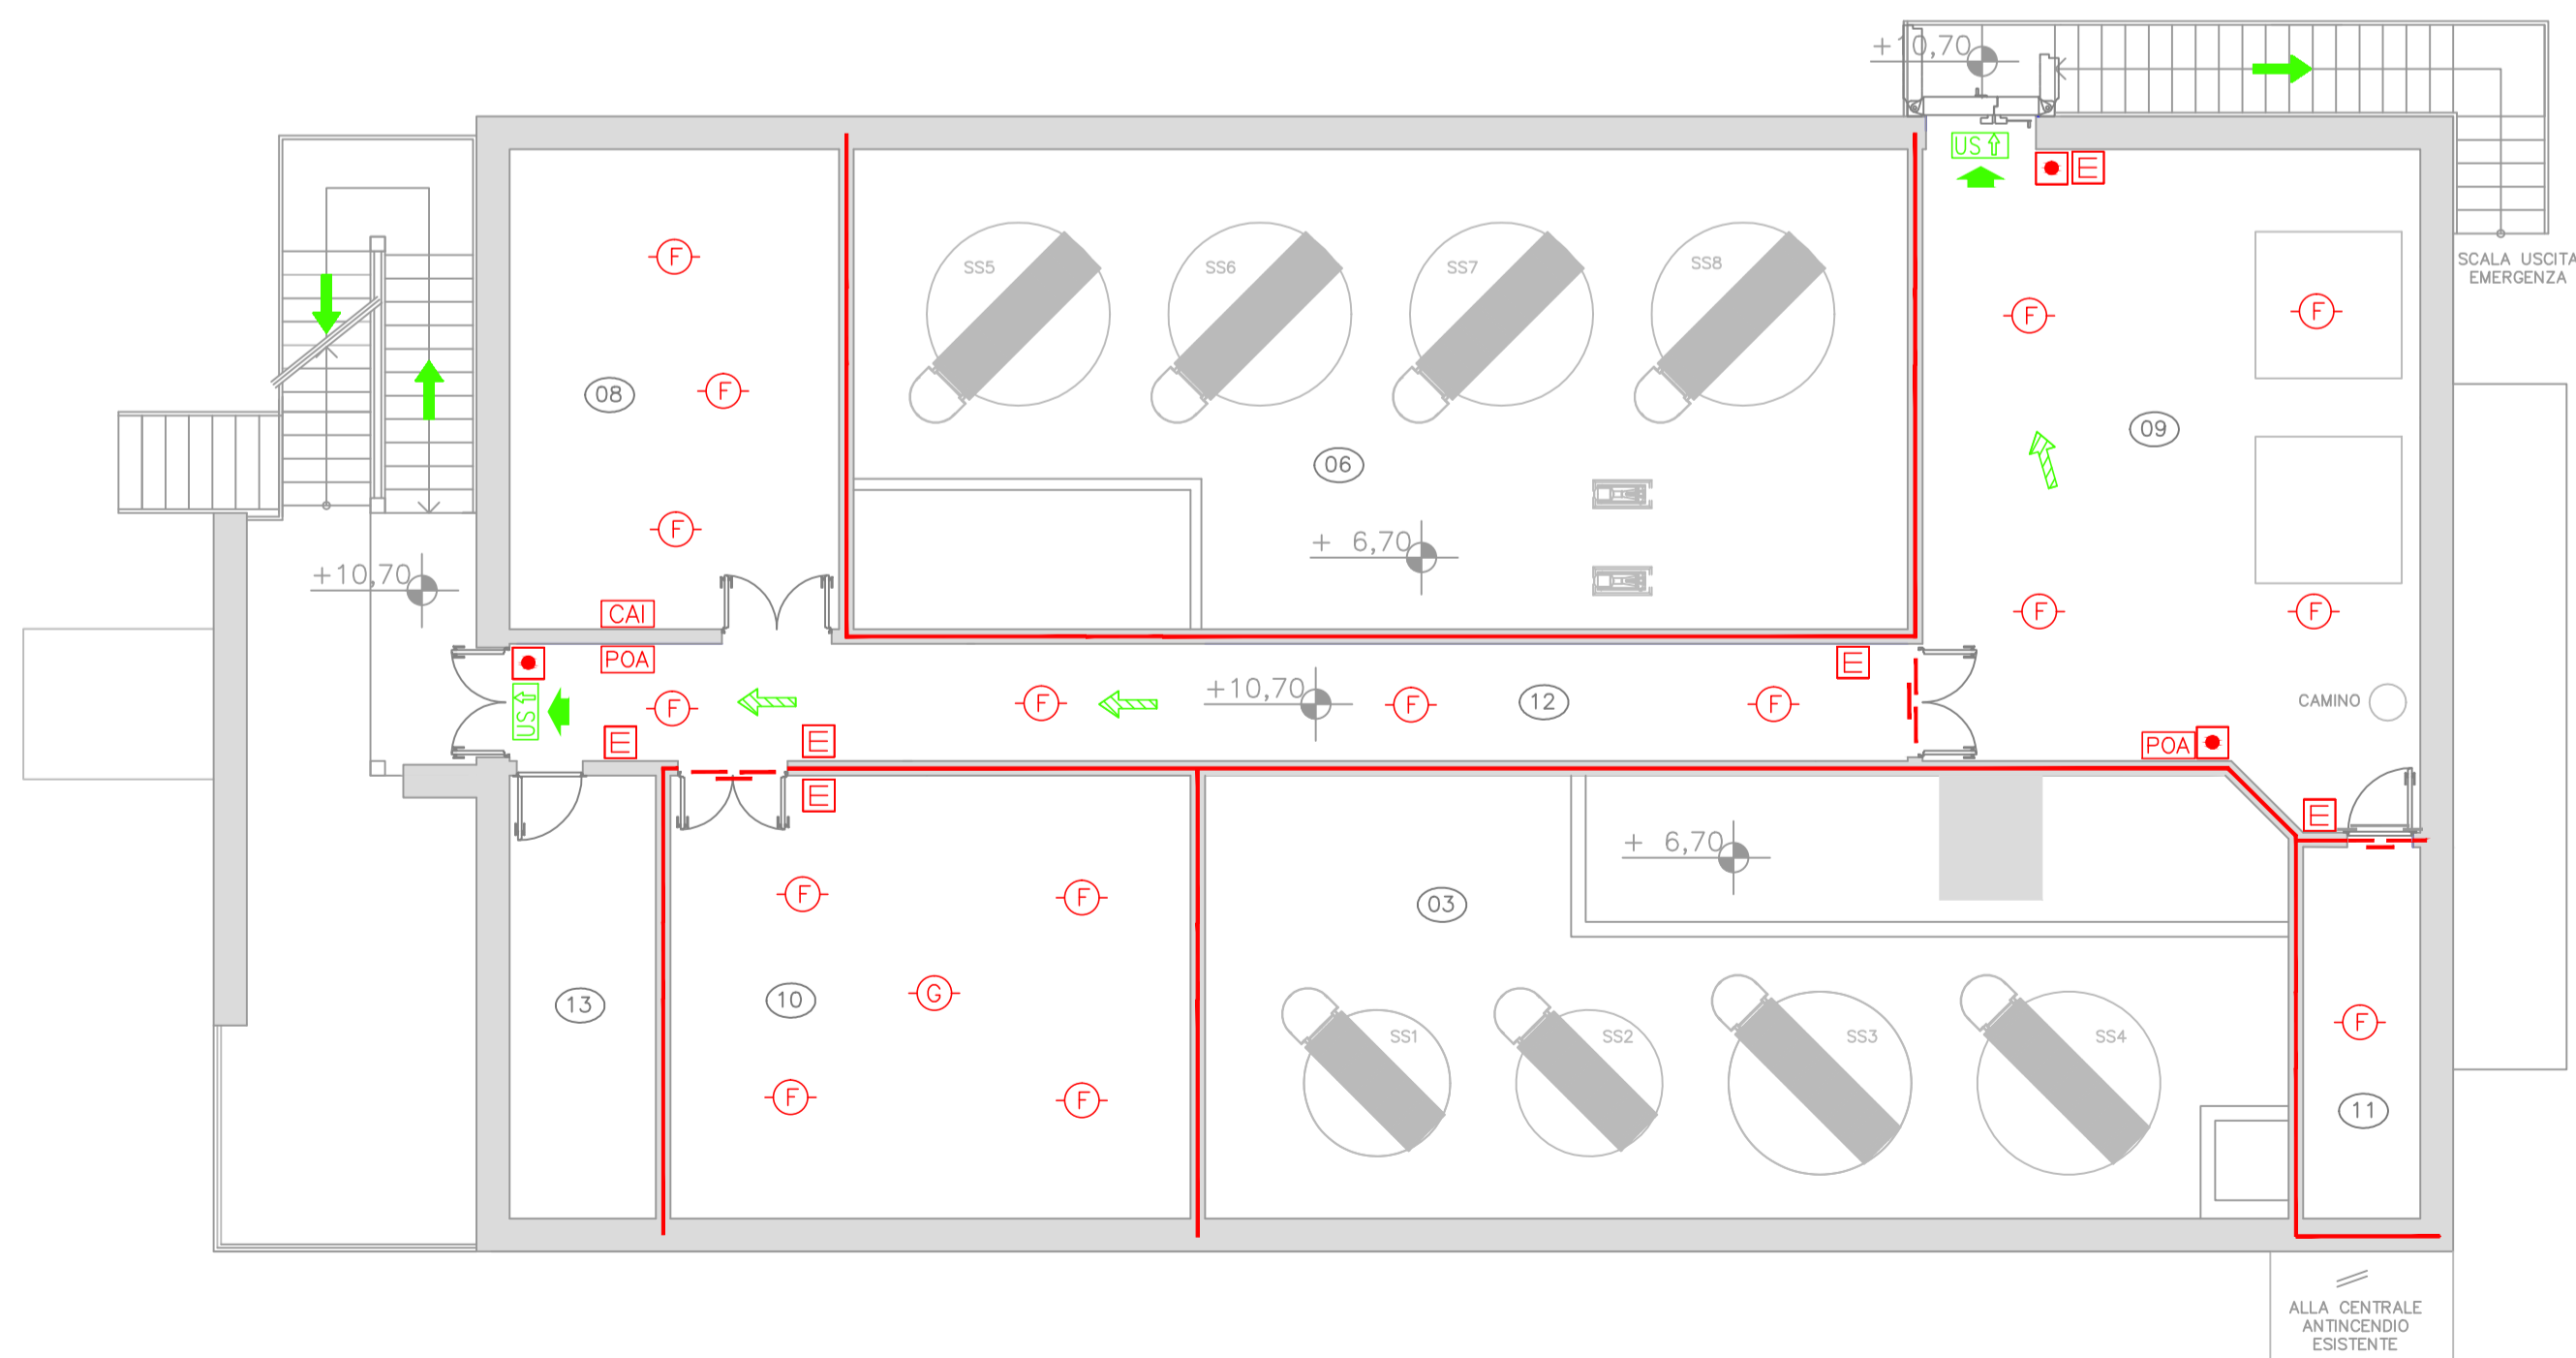 +10,70
US
E
SCALA USCITA
EMERGENZA
F
SS5
SS6
SS7
SS8
F
F
F
08
09
06
+ 6,70
F
+10,70
CAI
F
F
POA
E
US
F
F
+10,70
F
12
F
CAMINO
E
E
POA
E
E
+ 6,70
F
F
03
13
10
G
F
SS1
SS2
SS3
SS4
F
F
11
ALLA CENTRALE
ANTINCENDIO
ESISTENTE